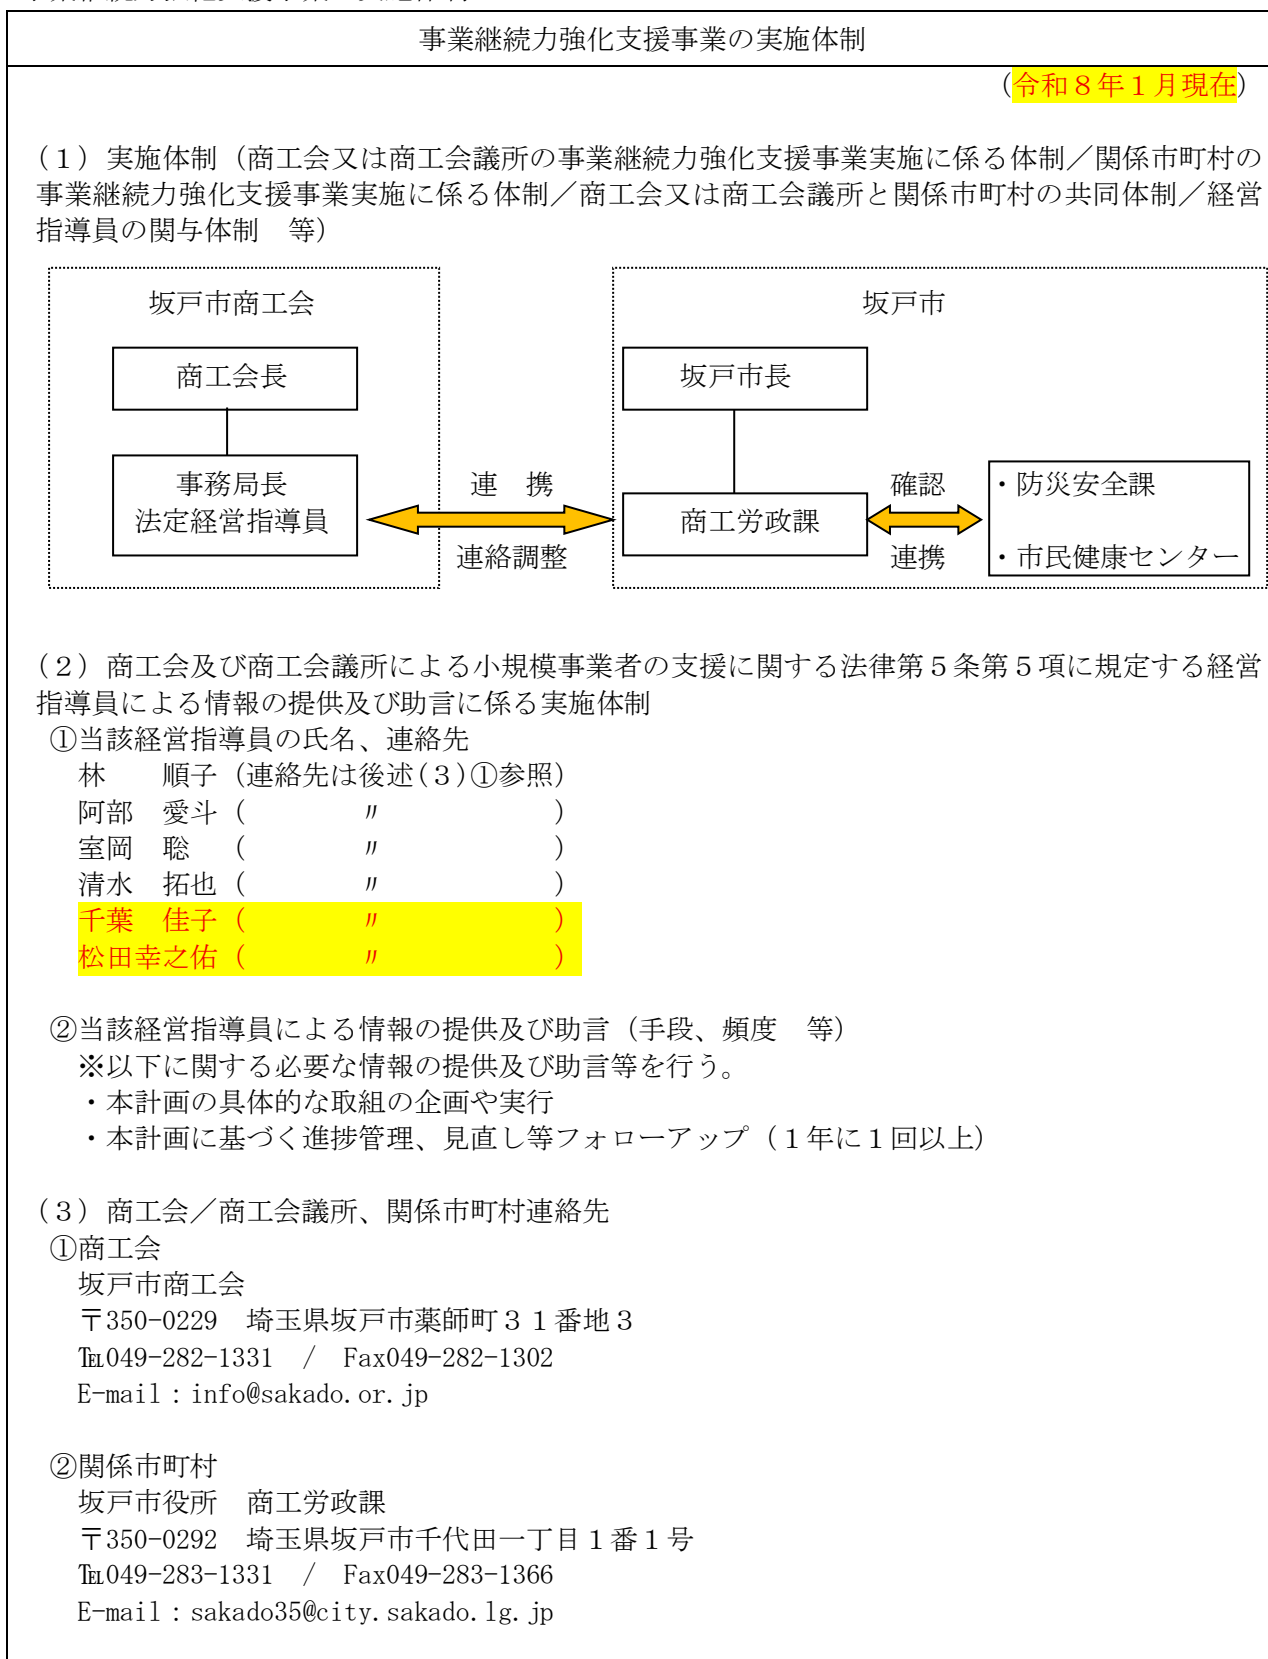 事業継続力強化支援事業の実施体制
（令和８年１月現在）
（１）実施体制（商工会又は商工会議所の事業継続力強化支援事業実施に係る体制／関係市町村の
事業継続力強化支援事業実施に係る体制／商工会又は商工会議所と関係市町村の共同体制／経営
指導員の関与体制　等）
坂戸市商工会
坂戸市
商工会長
坂戸市長
事務局長
法定経営指導員
連　携
連絡調整
商工労政課
確認
連携
・防災安全課
・市民健康センター
（２）商工会及び商工会議所による小規模事業者の支援に関する法律第５条第５項に規定する経営
指導員による情報の提供及び助言に係る実施体制
①当該経営指導員の氏名、連絡先
林　　順子（連絡先は後述(３)①参照）
阿部　愛斗（　　　　〃　　　　　　）
室岡　聡　（　　　　〃　　　　　　）
清水　拓也（　　　　〃　　　　　　）
千葉　佳子（　　　　〃　　　　　　）
松田幸之佑（　　　　〃　　　　　　）
②当該経営指導員による情報の提供及び助言（手段、頻度　等）
※以下に関する必要な情報の提供及び助言等を行う。
・本計画の具体的な取組の企画や実行
・本計画に基づく進捗管理、見直し等フォローアップ（１年に１回以上）
（３）商工会／商工会議所、関係市町村連絡先
①商工会
坂戸市商工会
〒350-0229　埼玉県坂戸市薬師町３１番地３
℡049-282-1331　/　Fax049-282-1302
E-mail：info@sakado.or.jp
②関係市町村
坂戸市役所　商工労政課
〒350-0292　埼玉県坂戸市千代田一丁目１番１号
℡049-283-1331　/　Fax049-283-1366
E-mail：sakado35@city.sakado.lg.jp